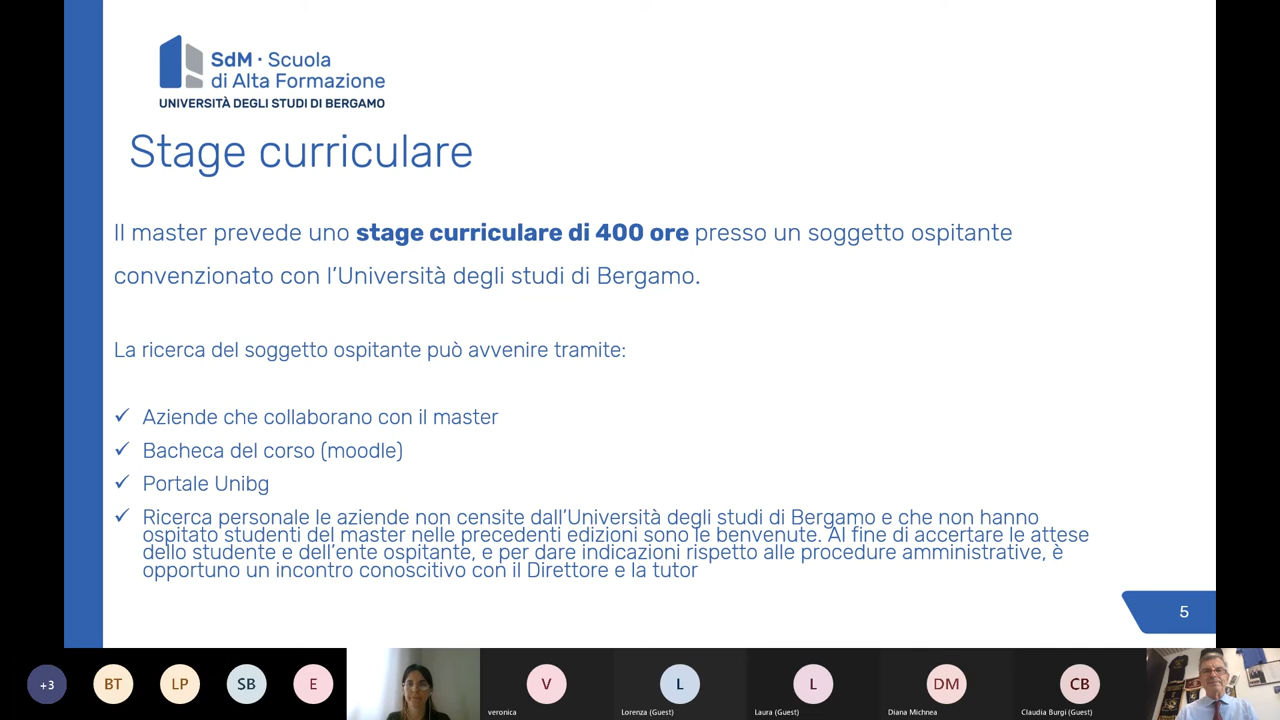 SdM · Scuola
di Alta Formazione
UNIVERSITÀ DEGLI STUDI DI BERGAMO
Stage curriculare
Il master prevede uno stage curriculare di 400 ore presso un soggetto ospitante
convenzionato con l'Università degli studi di Bergamo.
La ricerca del soggetto ospitante può avvenire tramite:
✓ Aziende che collaborano con il master
✓ Bacheca del corso (moodle)
✓ Portale Unibg
✓ Ricerca personale le aziende non censite dall'Università degli studi di Bergamo e che non hanno
ospitato studenti del master nelle precedenti edizioni sono le benvenute. Al fine di accertare le attese
dello studente e dell'ente ospitante, e per dare indicazioni rispetto alle procedure amministrative, è
opportuno un incontro conoscitivo con il Direttore e la tutor
5
+3
BT
LP
SB
E
V
L
L
DM
CB
veronica
Lorenza (Guest)
Laura (Guest)
Diana Michnea
Claudia Burgi (Guest)